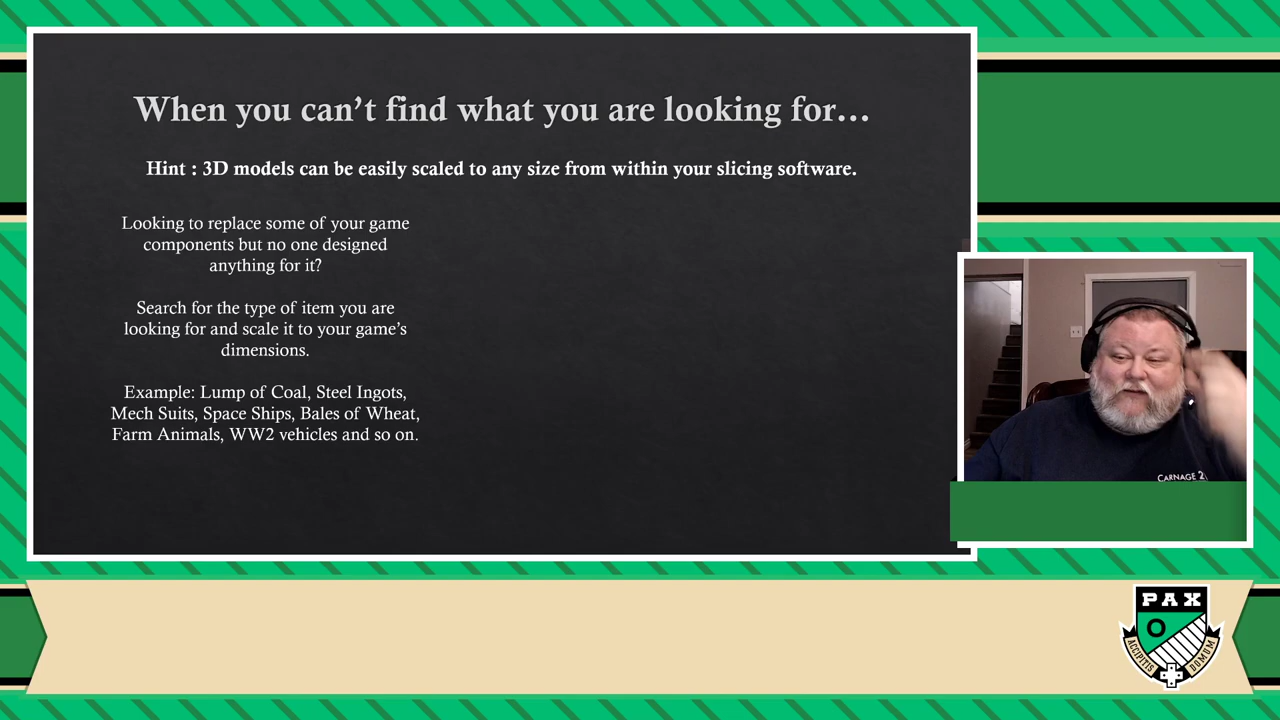 When you can't find what you are looking for…
Hint : 3D models can be easily scaled to any size from within your slicing software.
Looking to replace some of your game
components but no one designed
anything for it?
Search for the type of item you are
looking for and scale it to your game's
dimensions.
Example: Lump of Coal, Steel Ingots,
Mech Suits, Space Ships, Bales of Wheat,
Farm Animals, WW2 vehicles and so on.
CARNAGE
PAX
ACCIPITIS
DOMUM